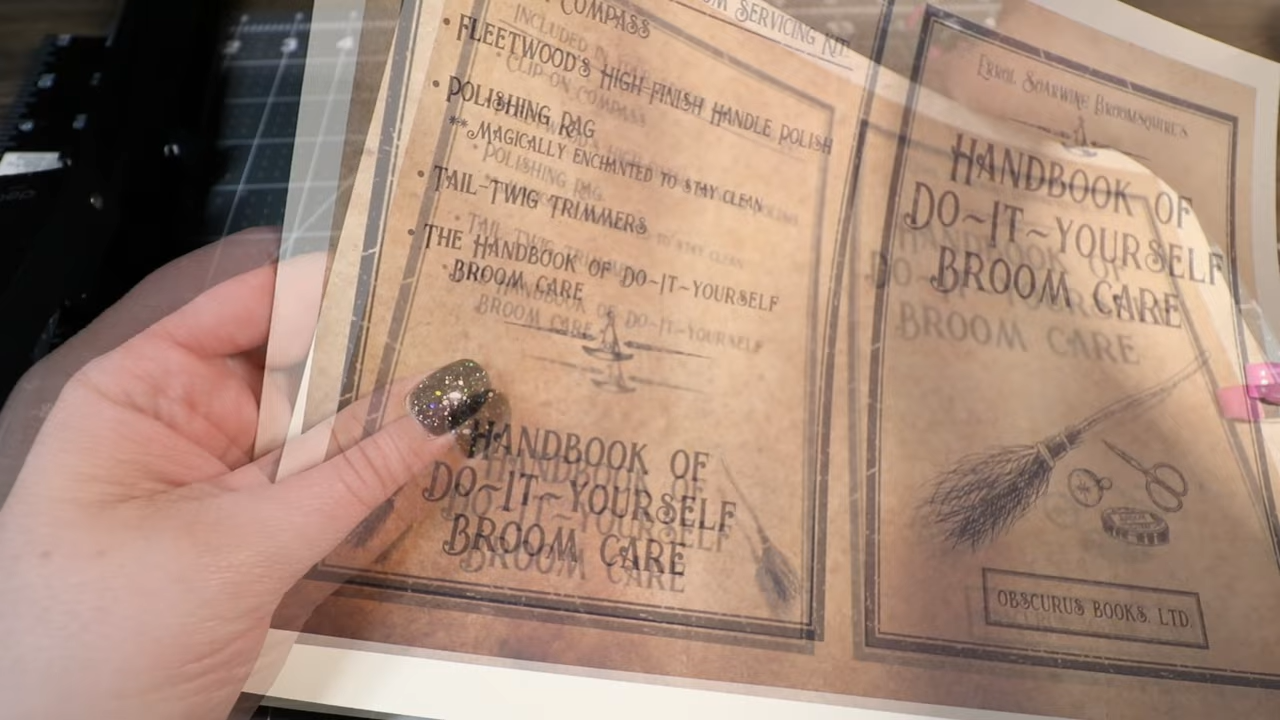 COMPASS
FLEETWOOD'S HIGH-FINISH HANDLE POLISH
POLISHING RAG
**MAGICALLY ENCHANTED TO STAY CLEAN
TAIL-TWIG TRIMMERS
THE HANDBOOK OF DO-IT-YOURSELF
BROOM CARE
HANDBOOK OF
DO~IT~YOURSELF
BROOM CARE
SERVICING KIT
ERROL SOARWINE BROOMSQUIRE'S
HANDBOOK OF
DO~IT~YOURSELF
BROOM CARE
OBSCURUS BOOKS, LTD.